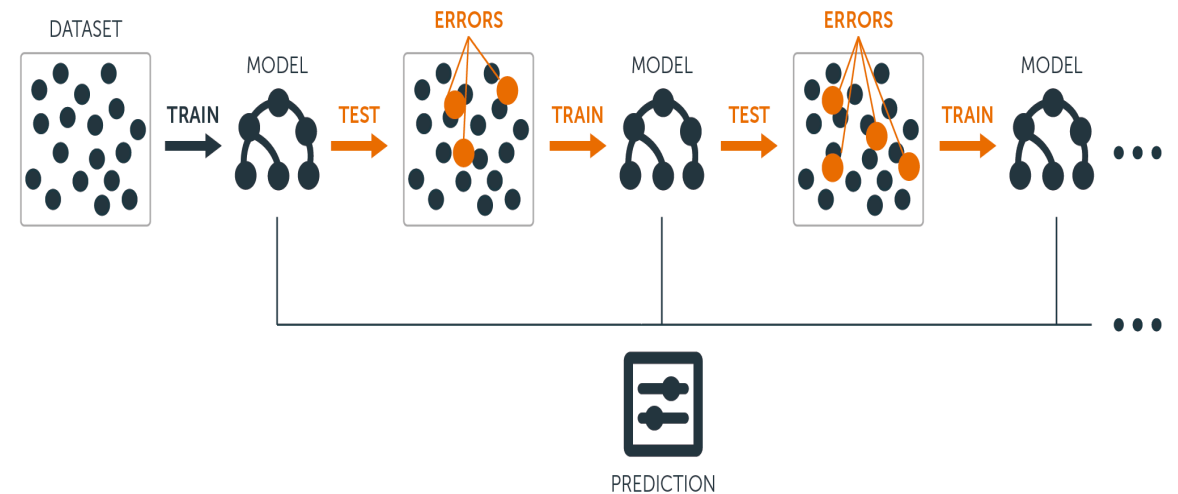 DATASET
MODEL
TRAIN
TEST
ERRORS
TRAIN
MODEL
TEST
ERRORS
TRAIN
MODEL
PREDICTION